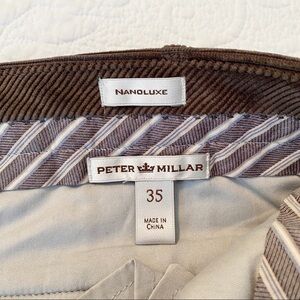 NANOLUXE
PETER MILLAR
35
MADE IN
CHINA